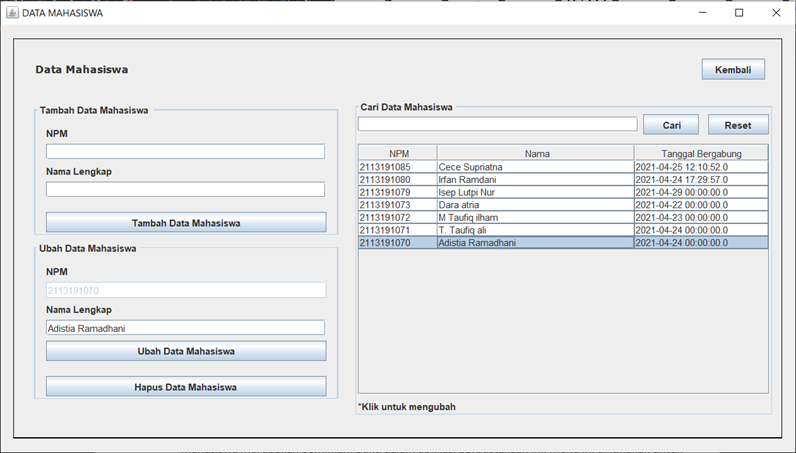 DATA MAHASISWA
Data Mahasiswa
Kembali
Tambah Data Mahasiswa
NPM
Nama Lengkap
Tambah Data Mahasiswa
Ubah Data Mahasiswa
NPM
2113191070
Nama Lengkap
Adistia Ramadhani
Ubah Data Mahasiswa
Hapus Data Mahasiswa
Cari Data Mahasiswa
Cari Reset
NPM Nama Tanggal Bergabung
2113191085 Cece Supriatna 2021-04-25 12:10:52.0
2113191080 Irfan Ramdani 2021-04-24 17:29:57.0
2113191079 Isep Lutpi Nur 2021-04-29 00:00:00.0
2113191073 Dara atria 2021-04-22 00:00:00.0
2113191072 M Taufiq ilham 2021-04-23 00:00:00.0
2113191071 T. Taufiq ali 2021-04-24 00:00:00.0
2113191070 Adistia Ramadhani 2021-04-24 00:00:00.0
*Klik untuk mengubah